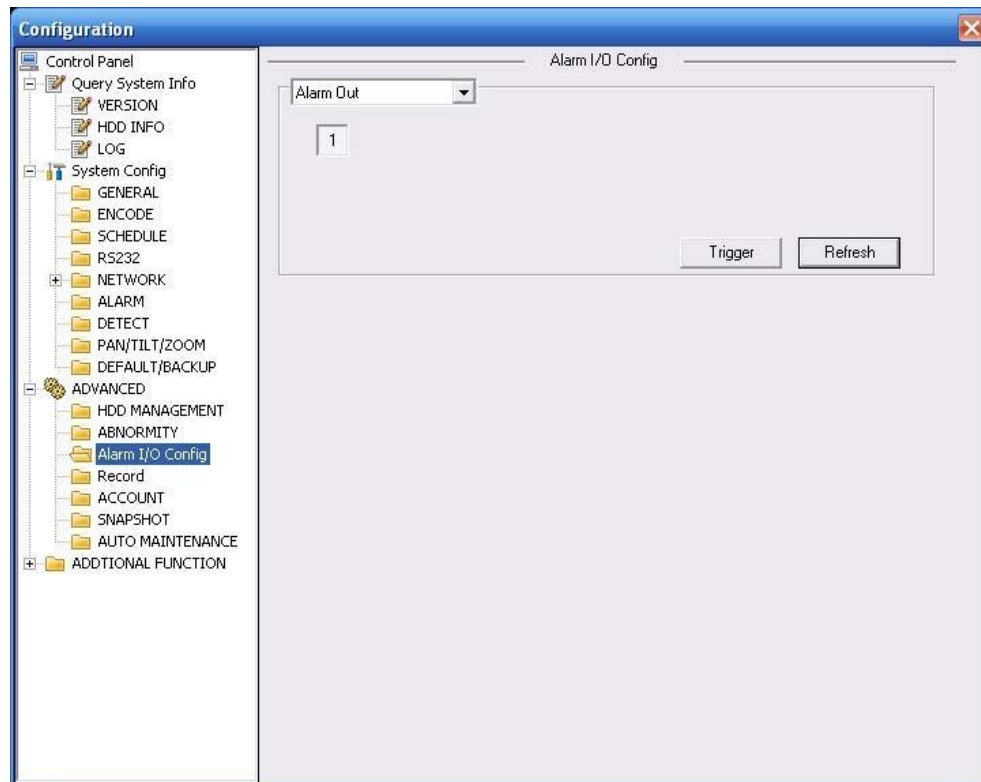 Configuration
Control Panel
Query System Info
VERSION
HDD INFO
LOG
System Config
GENERAL
ENCODE
SCHEDULE
RS232
NETWORK
ALARM
DETECT
PAN/TILT/ZOOM
DEFAULT/BACKUP
ADVANCED
HDD MANAGEMENT
ABNORMITY
Alarm I/O Config
Record
ACCOUNT
SNAPSHOT
AUTO MAINTENANCE
ADDTIONAL FUNCTION
Alarm I/O Config
Alarm Out
1
Trigger Refresh